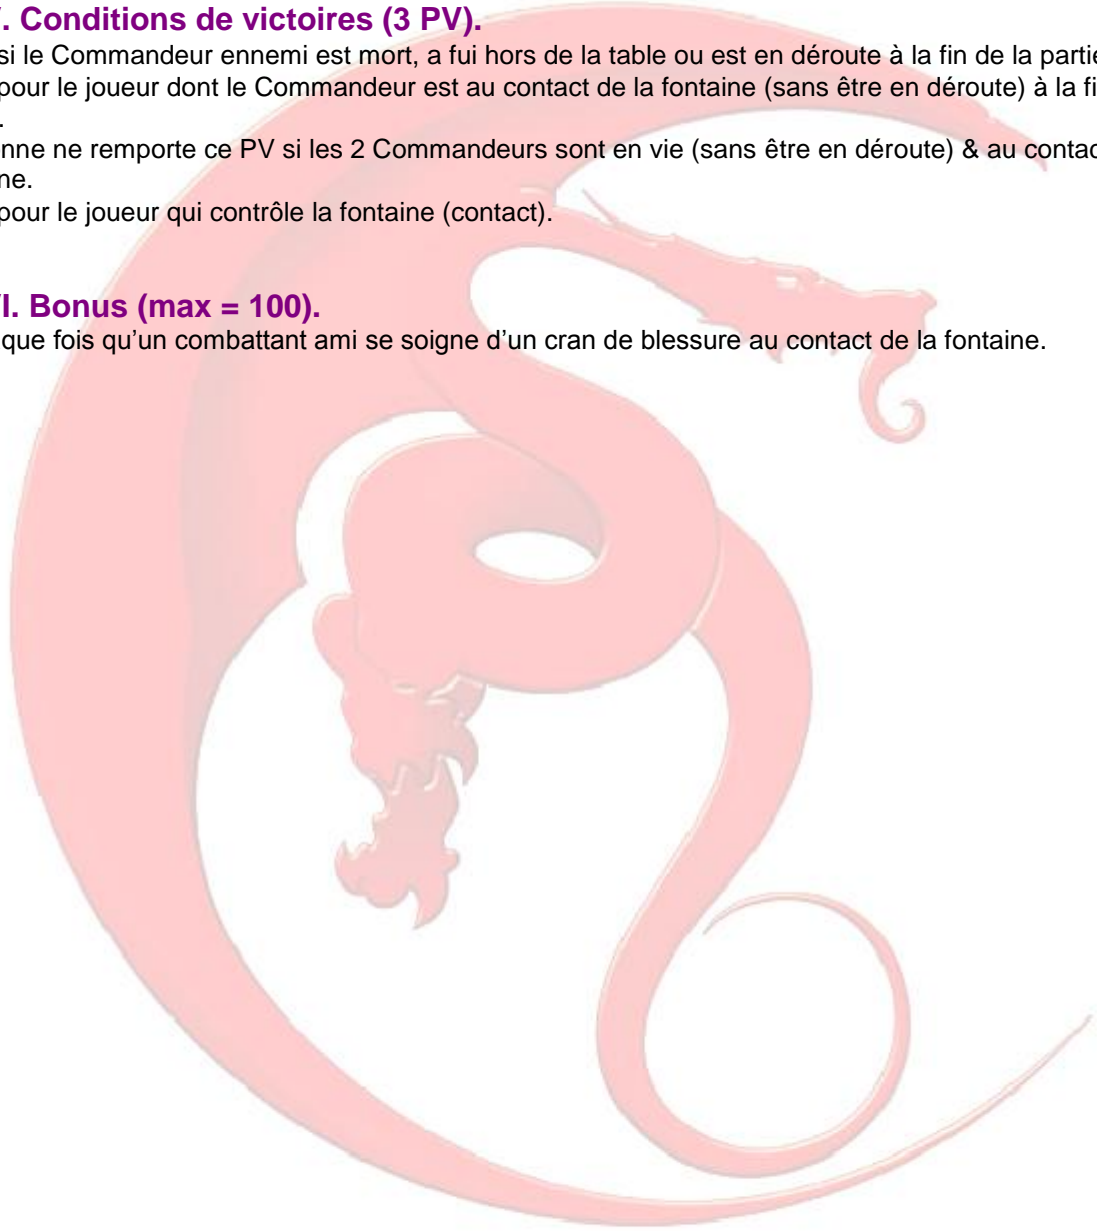 . Conditions de victoires (3 PV).
si le Commandeur ennemi est mort, a fui hors de la table ou est en déroute à la fin de la partie
pour le joueur dont le Commandeur est au contact de la fontaine (sans être en déroute) à la fi
.
nne ne remporte ce PV si les 2 Commandeurs sont en vie (sans être en déroute) & au contac
ne.
pour le joueur qui contrôle la fontaine (contact).
I. Bonus (max = 100).
que fois qu’un combattant ami se soigne d’un cran de blessure au contact de la fontaine.